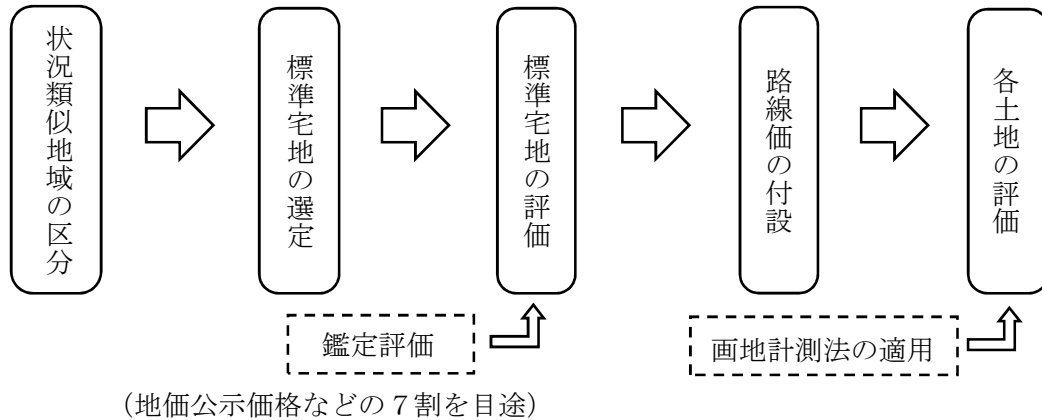 状況類似地域の区分
標準宅地の選定
標準宅地の評価
路線価の付設
各土地の評価
鑑定評価
画地計測法の適用
（地価公示価格などの７割を目途）